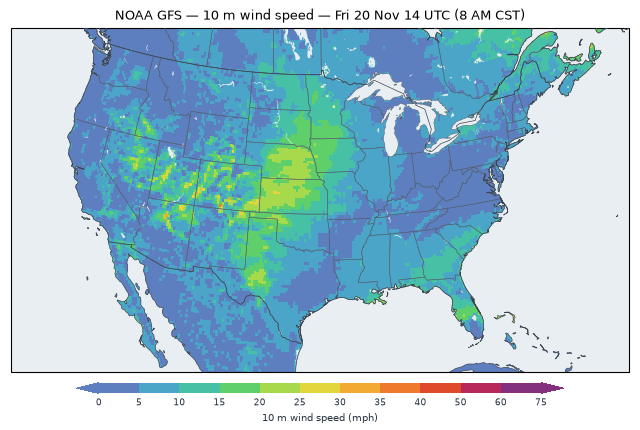 NOAA GFS — 10 m wind speed — Fri 20 Nov 14 UTC (8 AM CST)
0 5 10 15 20 25 30 35 40 50 60 75
10 m wind speed (mph)